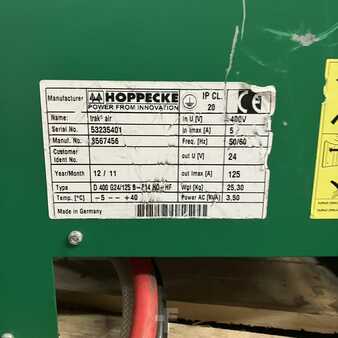 Manufacturer HOPPECKE IP CL. CE
POWER FROM INNOVATION 20
Name: trak® air In U [V] 400V
Serial No. 53235401 In Imax [A] 5
Manuf. No. 3567456 Freq. [Hz] 50/60
Customer Ident No. out U [V] 24
Year/Month 12 / 11 out Imax [A] 125
Type D 400 G24/125 B-F14 HF Wgt [Kg] 25,30
Temp. [°C] -5 -- +40 Power AC [kVA] 3,50
Made in Germany